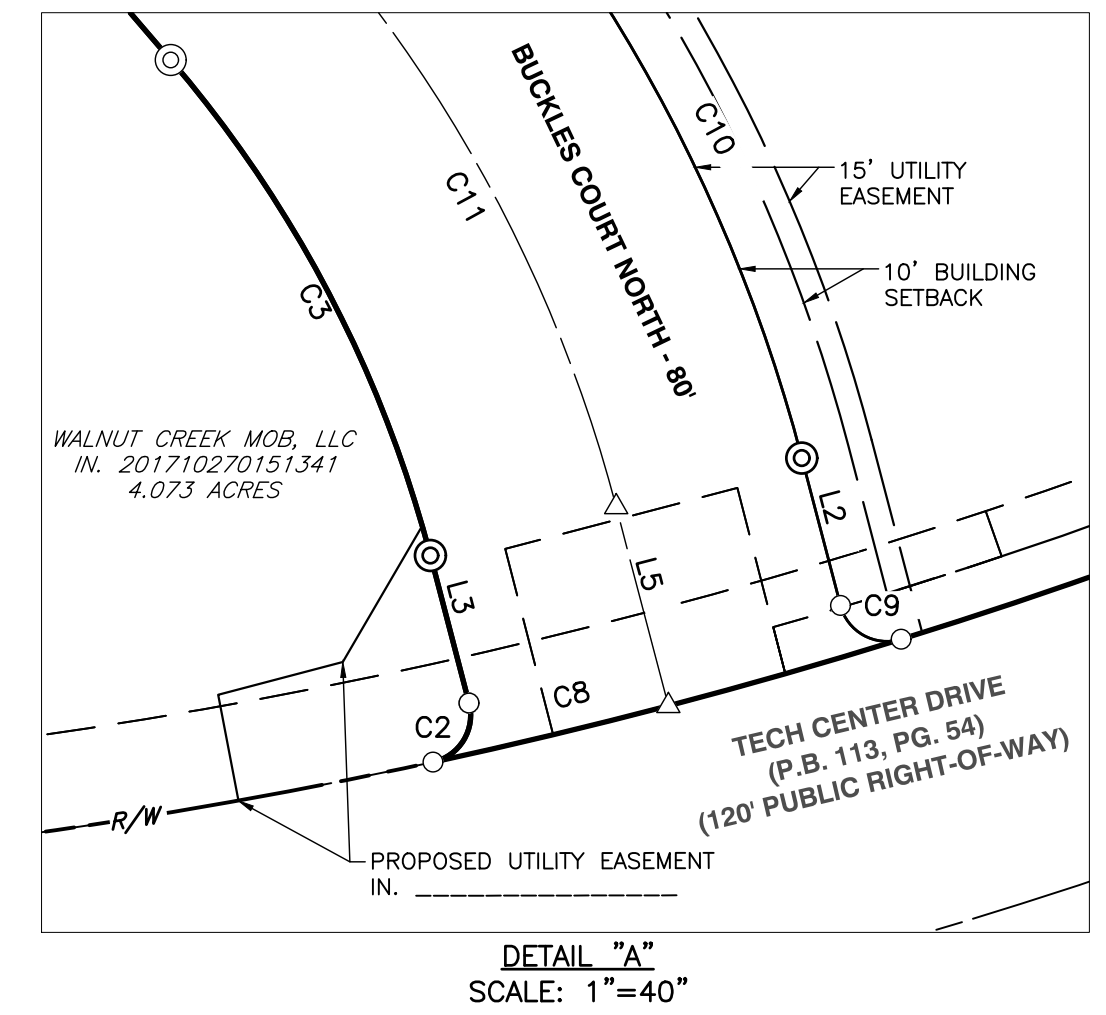 BUCKLES COURT NORTH - 80'
C10
C11
C3
15' UTILITY
EASEMENT
10' BUILDING
SETBACK
WALNUT CREEK MOB, LLC
IN. 201710270151341
4.073 ACRES
L2
L5
L3
C9
C8
C2
TECH CENTER DRIVE
(P.B. 113, PG. 54)
(120' PUBLIC RIGHT-OF-WAY)
R/W
PROPOSED UTILITY EASEMENT
IN. _________________
DETAIL "A"
SCALE: 1"=40"